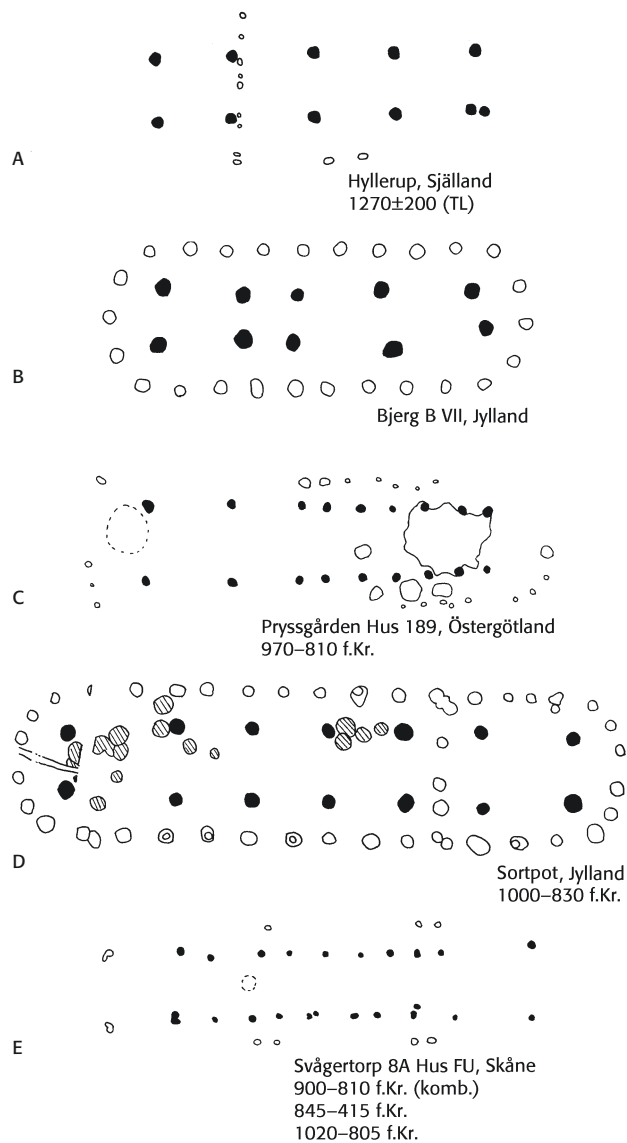 A
Hyllerup, Själland
1270±200 (TL)
B
Bjerg B VII, Jylland
C
Pryssgården Hus 189, Östergötland
970–810 f.Kr.
D
Sortpot, Jylland
1000–830 f.Kr.
E
Svågertorp 8A Hus FU, Skåne
900–810 f.Kr. (komb.)
845–415 f.Kr.
1020–805 f.Kr.